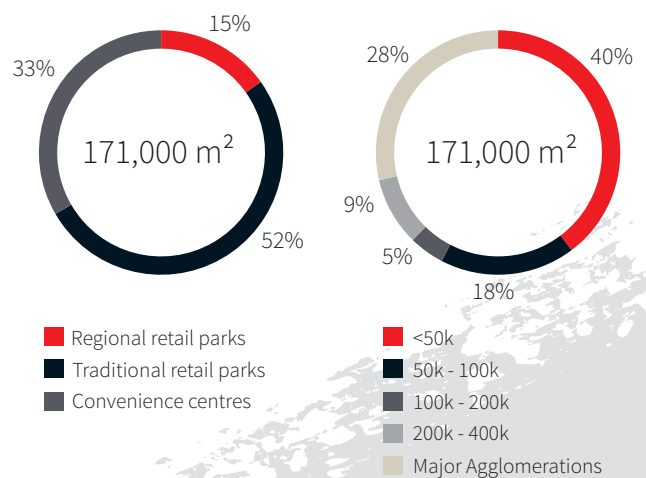 15%
33%
171,000 m²
52%
Regional retail parks
Traditional retail parks
Convenience centres
28%
40%
171,000 m²
9%
5%
18%
<50k
50k - 100k
100k - 200k
200k - 400k
Major Agglomerations